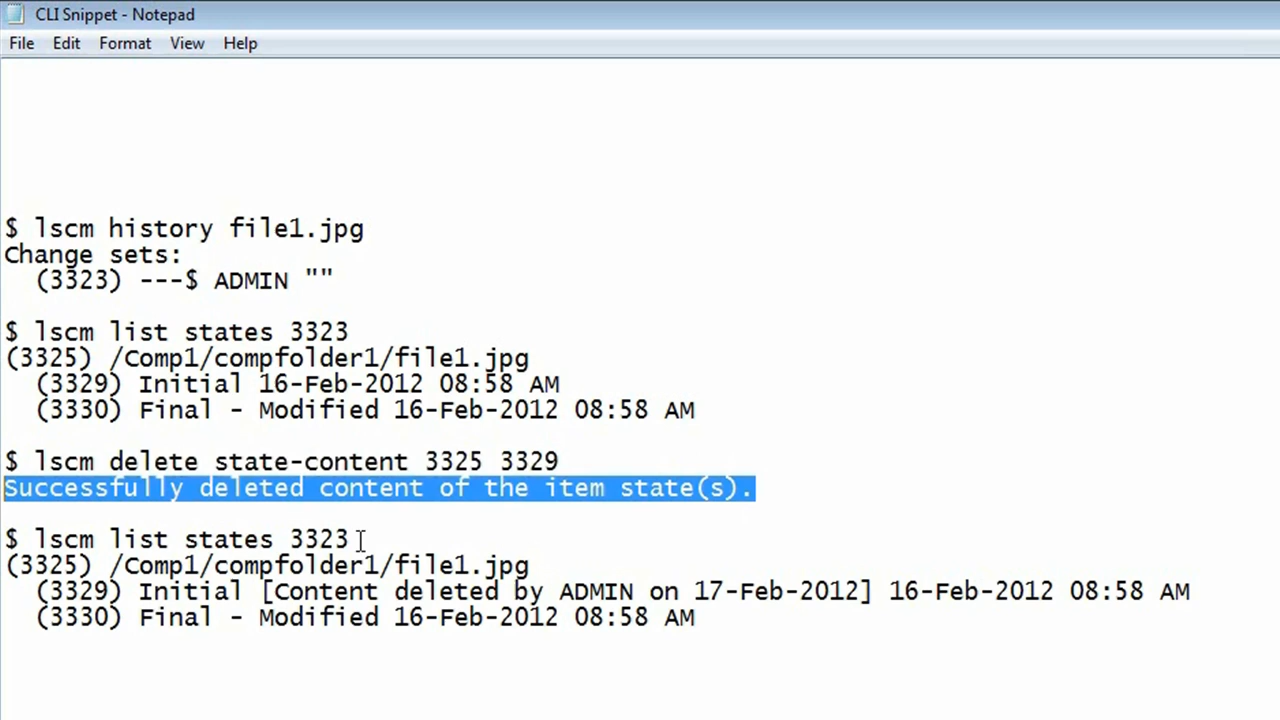 CLI Snippet - Notepad
File Edit Format View Help
$ lscm history file1.jpg
Change sets:
(3323) ---$ ADMIN ""
$ lscm list states 3323
(3325) /Comp1/compfolder1/file1.jpg
(3329) Initial 16-Feb-2012 08:58 AM
(3330) Final - Modified 16-Feb-2012 08:58 AM
$ lscm delete state-content 3325 3329
Successfully deleted content of the item state(s).
$ lscm list states 3323
(3325) /Comp1/compfolder1/file1.jpg
(3329) Initial [Content deleted by ADMIN on 17-Feb-2012] 16-Feb-2012 08:58 AM
(3330) Final - Modified 16-Feb-2012 08:58 AM